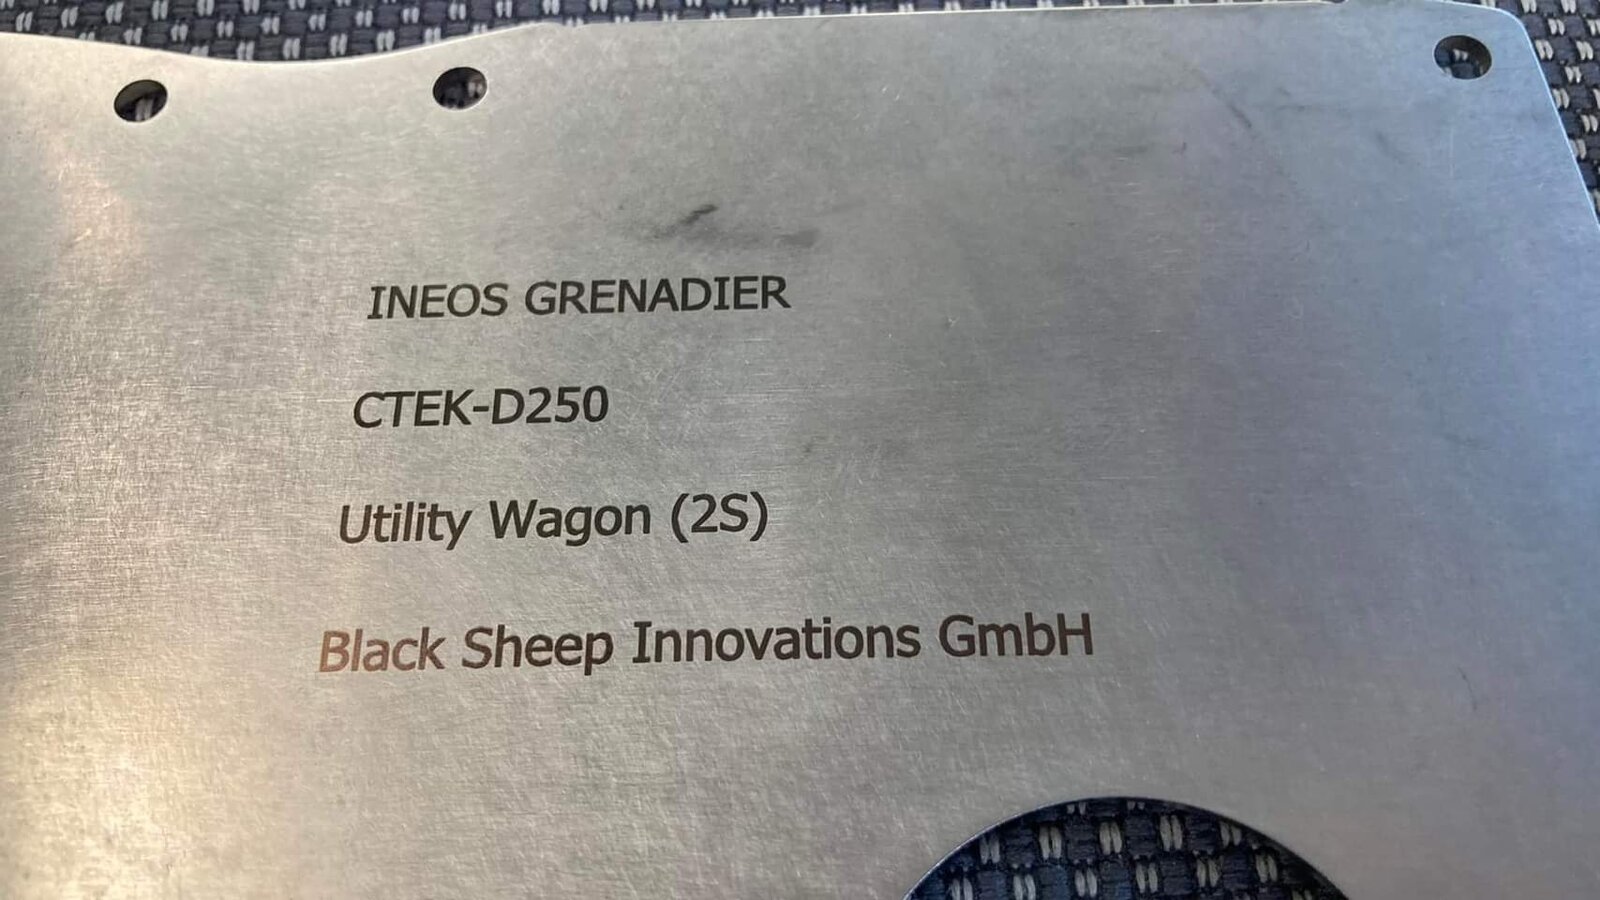 INEOS GRENADIER
CTEK-D250
Utility Wagon (2S)
Black Sheep Innovations GmbH